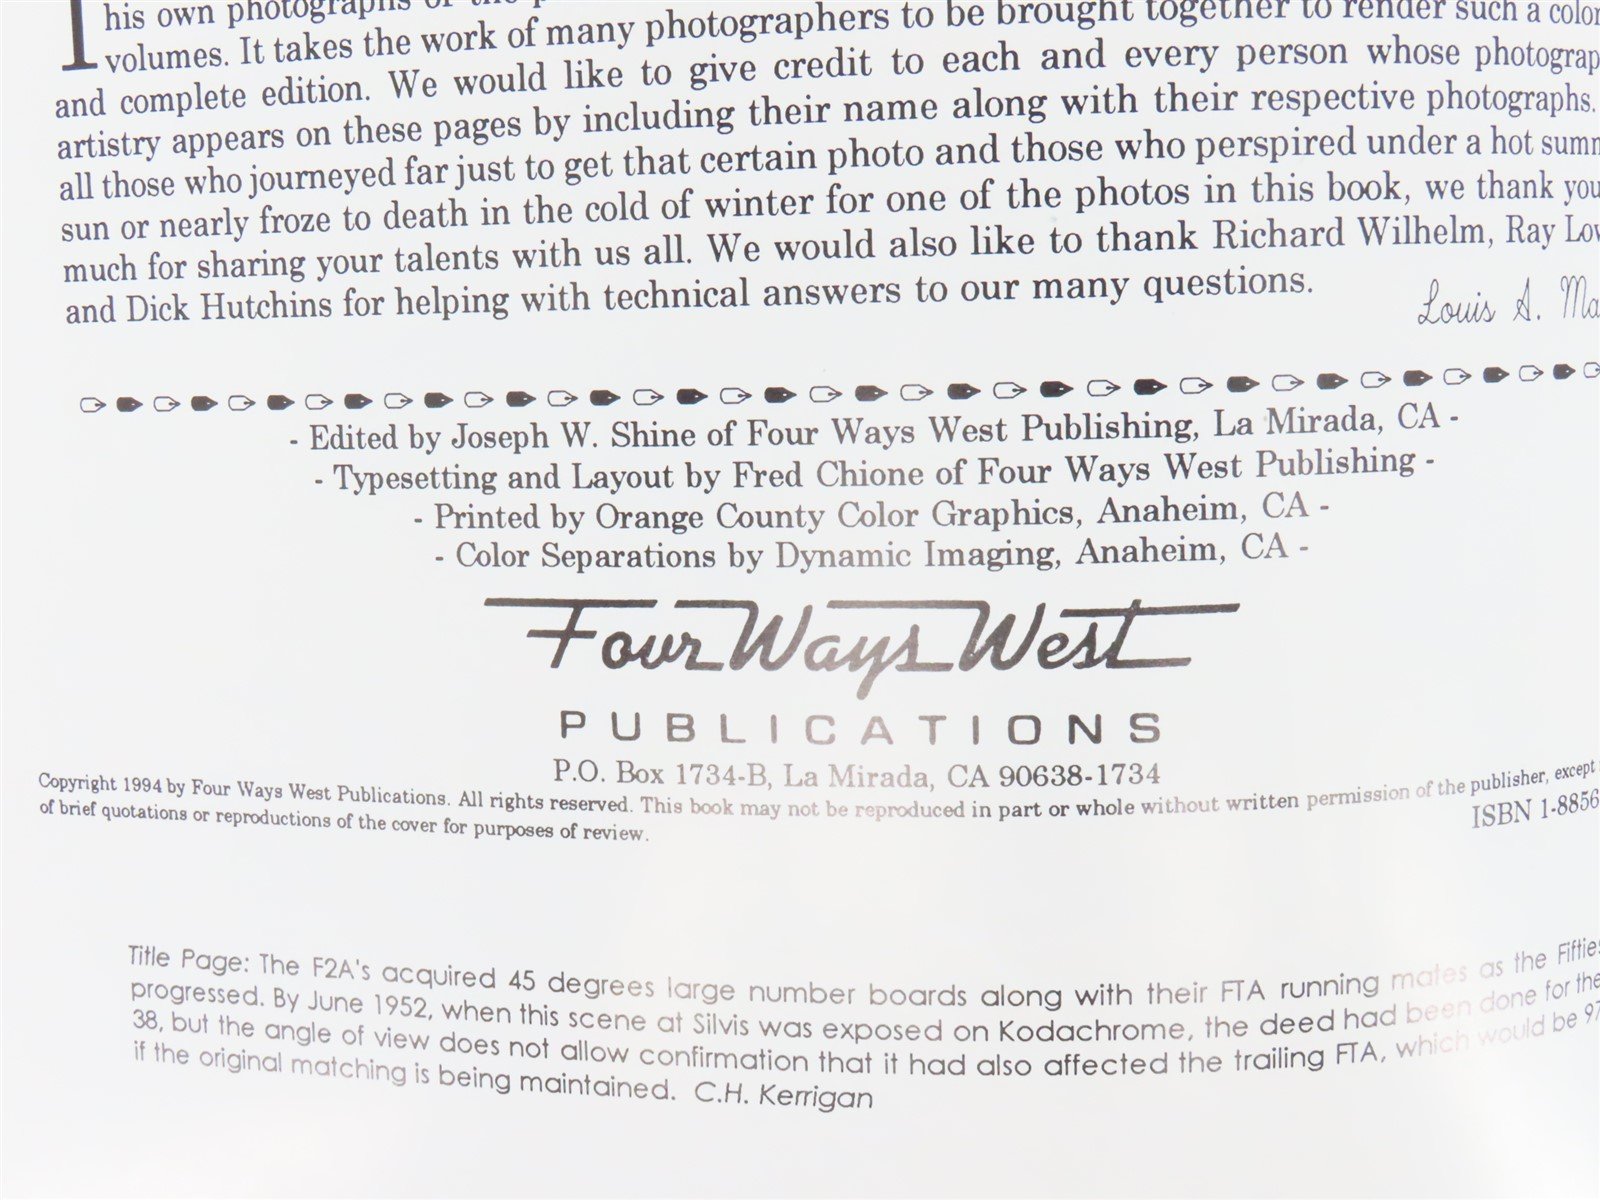 his own photographs
volumes. It takes the work of many photographers to be brought together to render such a color
and complete edition. We would like to give credit to each and every person whose photograp
artistry appears on these pages by including their name along with their respective photographs.
all those who journeyed far just to get that certain photo and those who perspired under a hot summ
sun or nearly froze to death in the cold of winter for one of the photos in this book, we thank you
much for sharing your talents with us all. We would also like to thank Richard Wilhelm, Ray Low
and Dick Hutchins for helping with technical answers to our many questions.
Louis A. Ma
- Edited by Joseph W. Shine of Four Ways West Publishing, La Mirada, CA -
- Typesetting and Layout by Fred Chione of Four Ways West Publishing -
- Printed by Orange County Color Graphics, Anaheim, CA -
- Color Separations by Dynamic Imaging, Anaheim, CA -
Four Ways West
PUBLICATIONS
P.O. Box 1734-B, La Mirada, CA 90638-1734
Copyright 1994 by Four Ways West Publications. All rights reserved. This book may not be reproduced in part or whole without written permission of the publisher, except
of brief quotations or reproductions of the cover for purposes of review.
ISBN 1-8856
Title Page: The F2A's acquired 45 degrees large number boards along with their FTA running mates as the Fifties
progressed. By June 1952, when this scene at Silvis was exposed on Kodachrome, the deed had been done for the
38, but the angle of view does not allow confirmation that it had also affected the trailing FTA, which would be 97
if the original matching is being maintained. C.H. Kerrigan